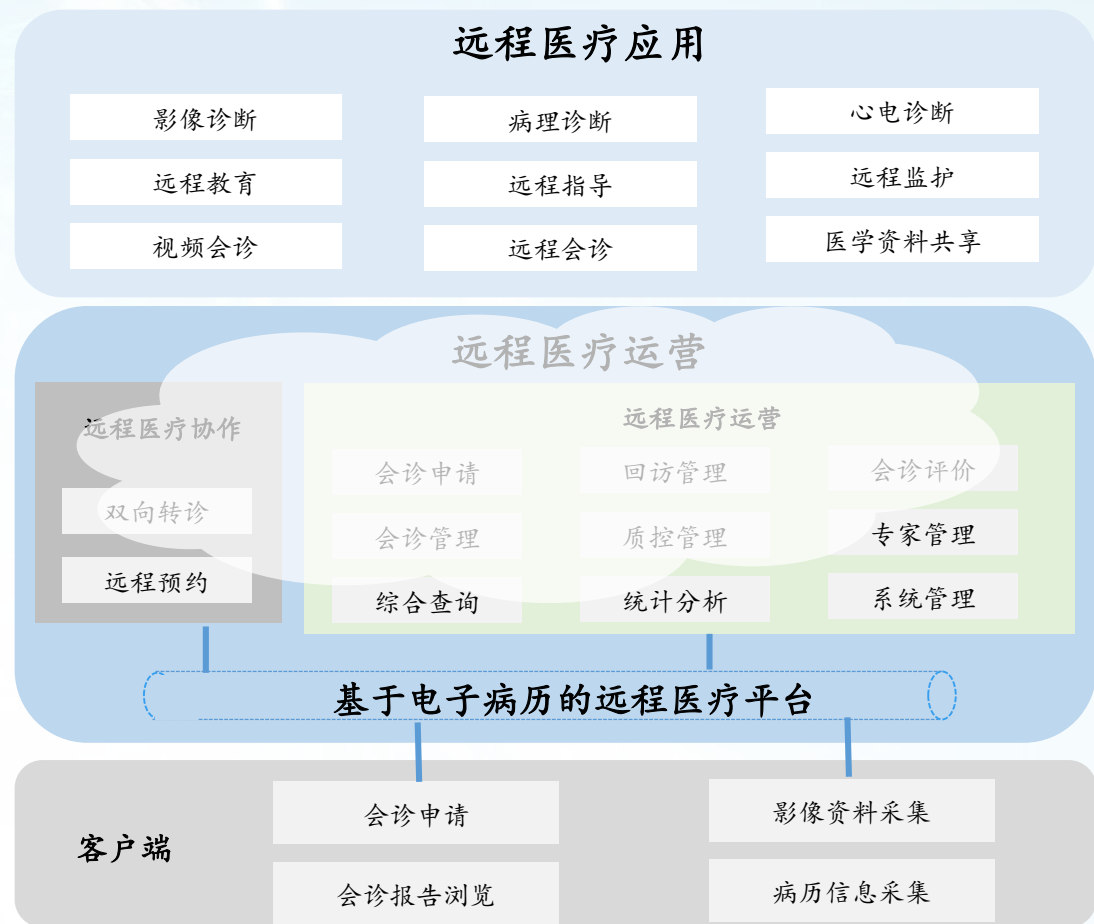 远程医疗应用
影像诊断
病理诊断
心电诊断
远程教育
远程指导
远程监护
视频会诊
远程会诊
医学资料共享
远程医疗运营
远程医疗协作
双向转诊
远程预约
远程医疗运营
会诊申请
回访管理
会诊评价
会诊管理
质控管理
专家管理
综合查询
统计分析
系统管理
基于电子病历的远程医疗平台
客户端
会诊申请
影像资料采集
会诊报告浏览
病历信息采集